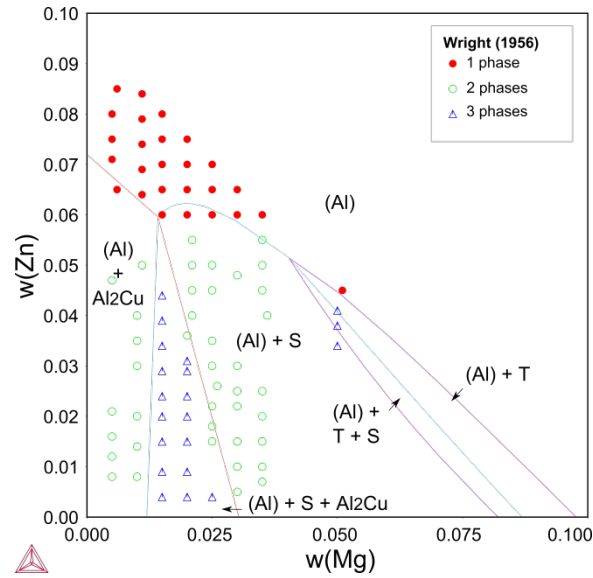 0.10
0.09
0.08
0.07
0.06
0.05
0.04
0.03
0.02
0.01
0.00
w(Zn)
Wright (1956)
1 phase
2 phases
3 phases
(Al)
(Al)
+
Al2Cu
(Al) + S
(Al) + T
(Al) +
T + S
(Al) + S + Al2Cu
0.000
0.025
0.050
0.075
0.100
w(Mg)